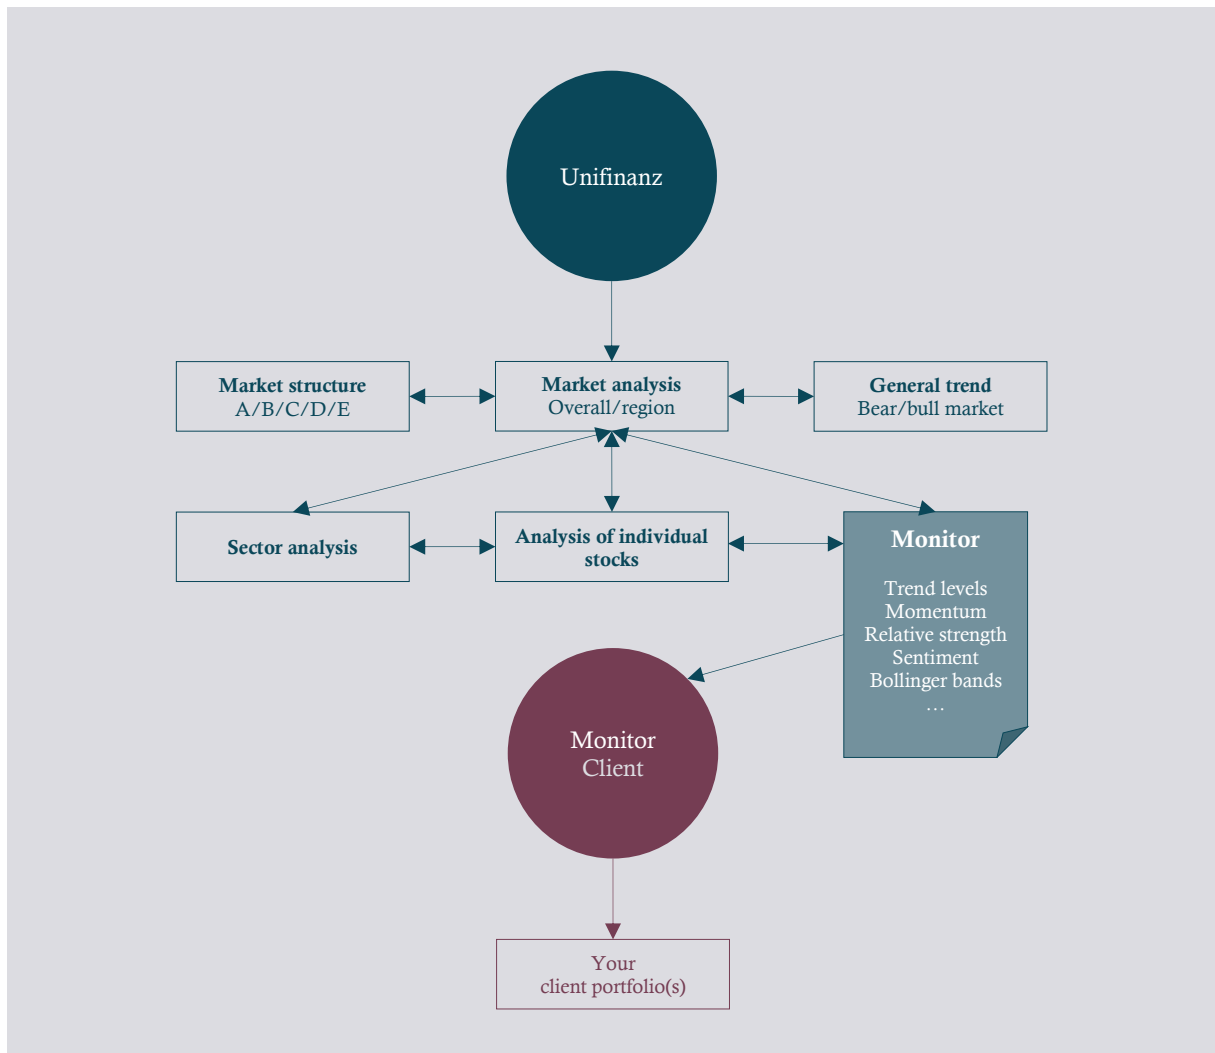 Unifinanz
Market structure
A/B/C/D/E
Market analysis
Overall/region
General trend
Bear/bull market
Sector analysis
Analysis of individual
stocks
Monitor
Trend levels
Momentum
Relative strength
Sentiment
Bollinger bands
…
Monitor
Client
Your
client portfolio(s)